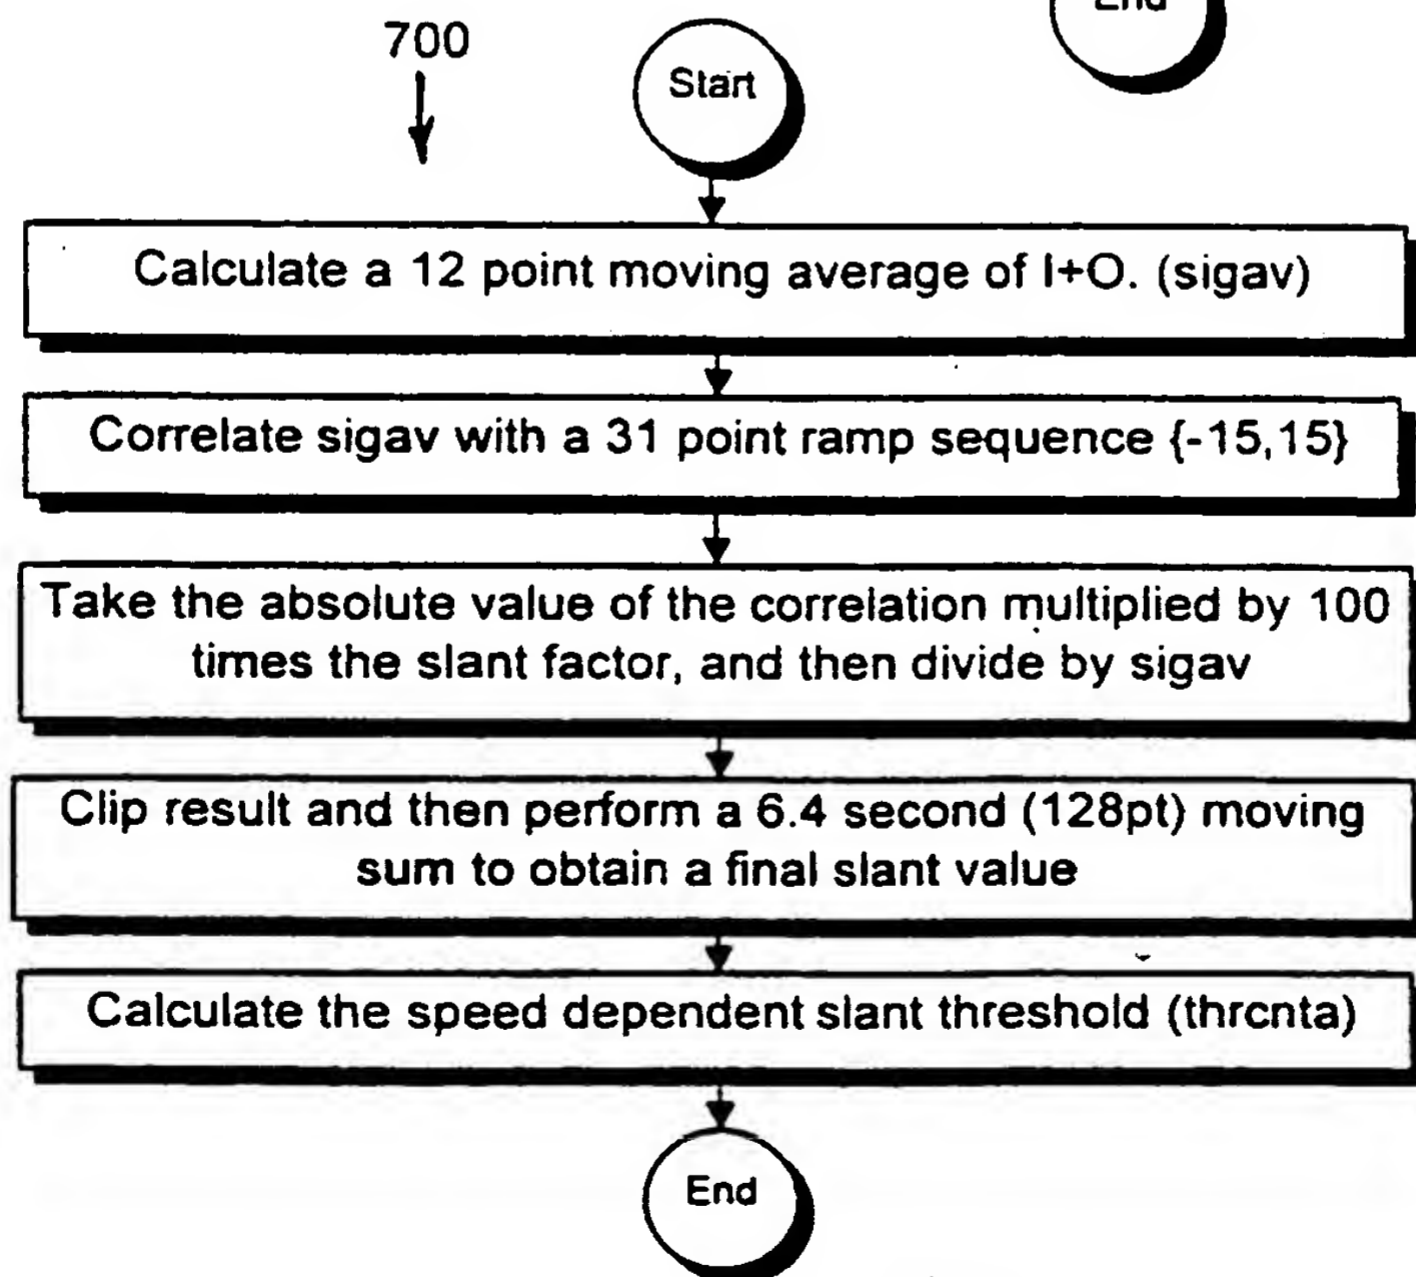 End
700
Start
Calculate a 12 point moving average of I+O. (sigav)
Correlate sigav with a 31 point ramp sequence {-15,15}
Take the absolute value of the correlation multiplied by 100
times the slant factor, and then divide by sigav
Clip result and then perform a 6.4 second (128pt) moving
sum to obtain a final slant value
Calculate the speed dependent slant threshold (thrcnta)
End